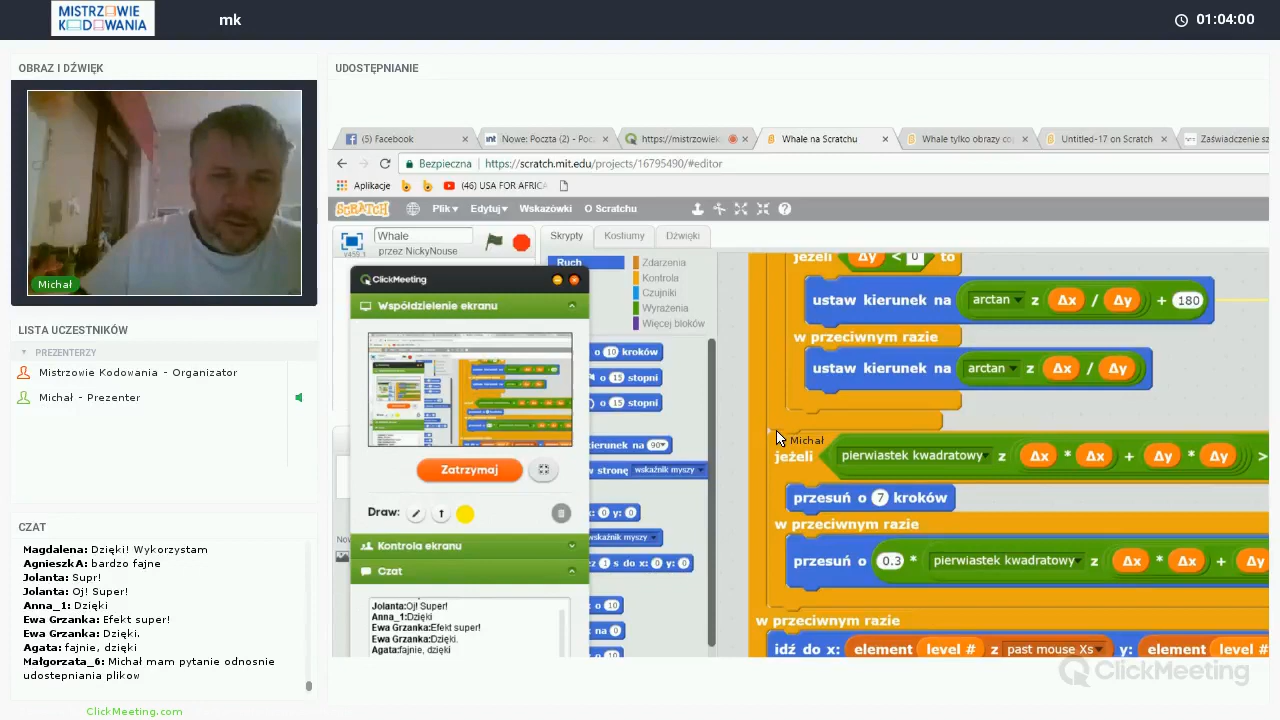 MISTRZOWIE
KODOWANIA
mk
01:04:00
OBRAZ I DŹWIĘK
Michał
LISTA UCZESTNIKÓW
PREZENTERZY
Mistrzowie Kodowania - Organizator
Michał - Prezenter
CZAT
Magdalena: Dzięki! Wykorzystam
AgnieszkA: bardzo fajne
Jolanta: Supr!
Jolanta: Oj! Super!
Anna_1: Dzięki
Ewa Grzanka: Efekt super!
Ewa Grzanka: Dzięki.
Agata: fajnie, dzięki
Małgorzata_6: Michał mam pytanie odnosnie
udostepniania plikow
ClickMeeting.com
UDOSTĘPNIANIE
(5) Facebook
Nowe: Poczta (2) - Pocz
https://mistrzowiek
Whale na Scratchu
Whale tylko obrazy co
Untitled-17 on Scratch
Zaświadczenie sz
Bezpieczna https://scratch.mit.edu/projects/16795490/#editor
Aplikacje
(46) USA FOR AFRICA
SCRATCH
Plik Edytuj Wskazówki O Scratchu
Whale
przez NickyNouse
v459.1
Skrypty Kostiumy Dźwięki
Ruch
Zdarzenia
Kontrola
Czujniki
Wyrażenia
Więcej bloków
ClickMeeting
Współdzielenie ekranu
Zatrzymaj
Draw:
Kontrola ekranu
Czat
Jolanta:Oj! Super!
Anna_1:Dzięki
Ewa Grzanka:Efekt super!
Ewa Grzanka:Dzięki.
Agata:fajnie, dzięki
o 10 kroków
o 15 stopni
o 15 stopni
kierunek na 90
w stronę wskaźnik myszy
x: 0 y: 0
wskaźnik myszy
z 1 s do x: 0 y: 0
x o 10
x na 0
jeżeli Δy < 0 to
ustaw kierunek na arctan z Δx / Δy + 180
w przeciwnym razie
ustaw kierunek na arctan z Δx / Δy
Michał
jeżeli pierwiastek kwadratowy z Δx * Δx + Δy * Δy >
przesuń o 7 kroków
w przeciwnym razie
przesuń o 0.3 * pierwiastek kwadratowy z Δx * Δx + Δy
w przeciwnym razie
idź do x: element level # z past mouse Xs y: element level #
ClickMeeting